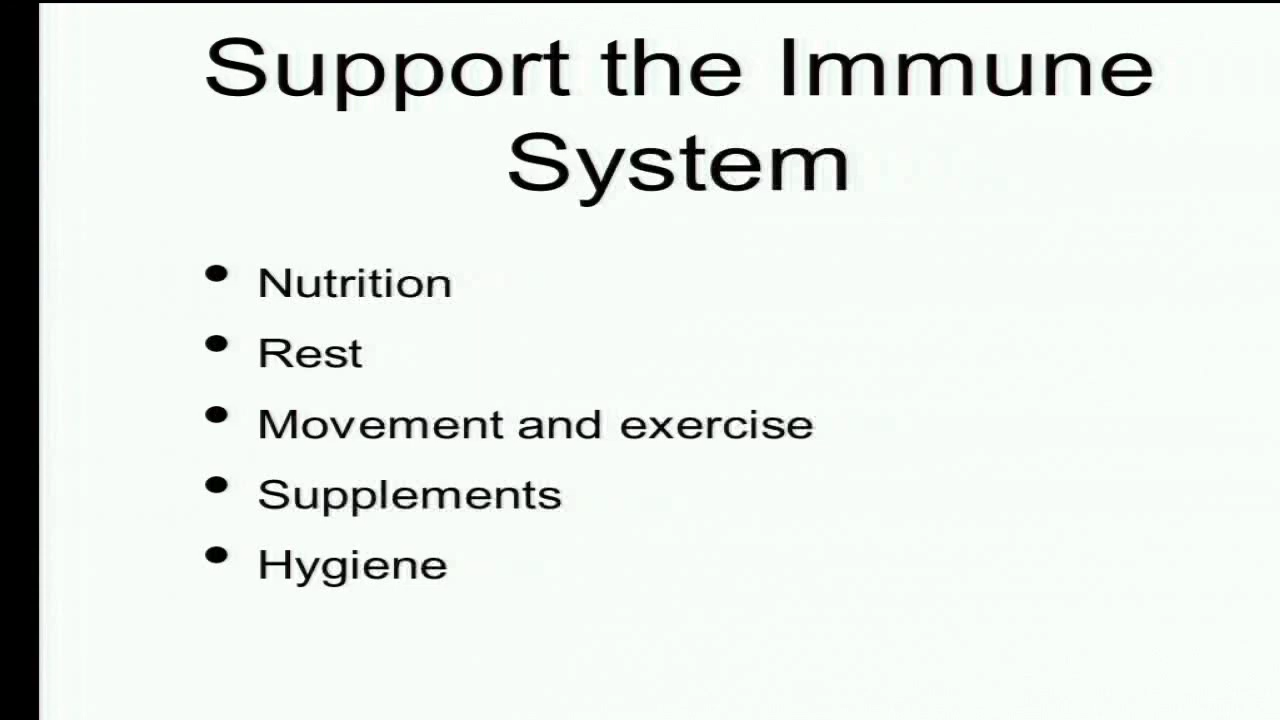 Support the Immune
System
• Nutrition
• Rest
• Movement and exercise
• Supplements
• Hygiene